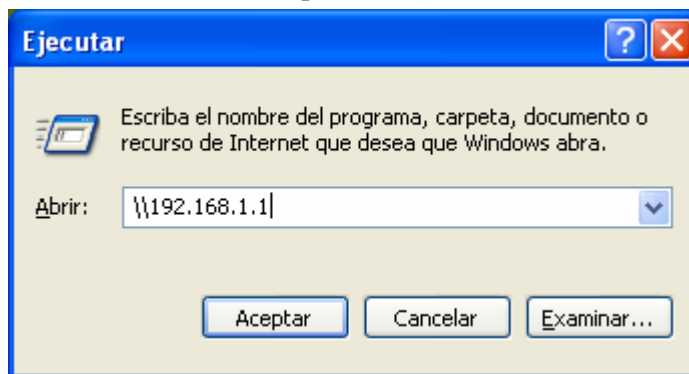 Ejecutar
Escriba el nombre del programa, carpeta, documento o
recurso de Internet que desea que Windows abra.
Abrir: \\192.168.1.1
Aceptar Cancelar Examinar...